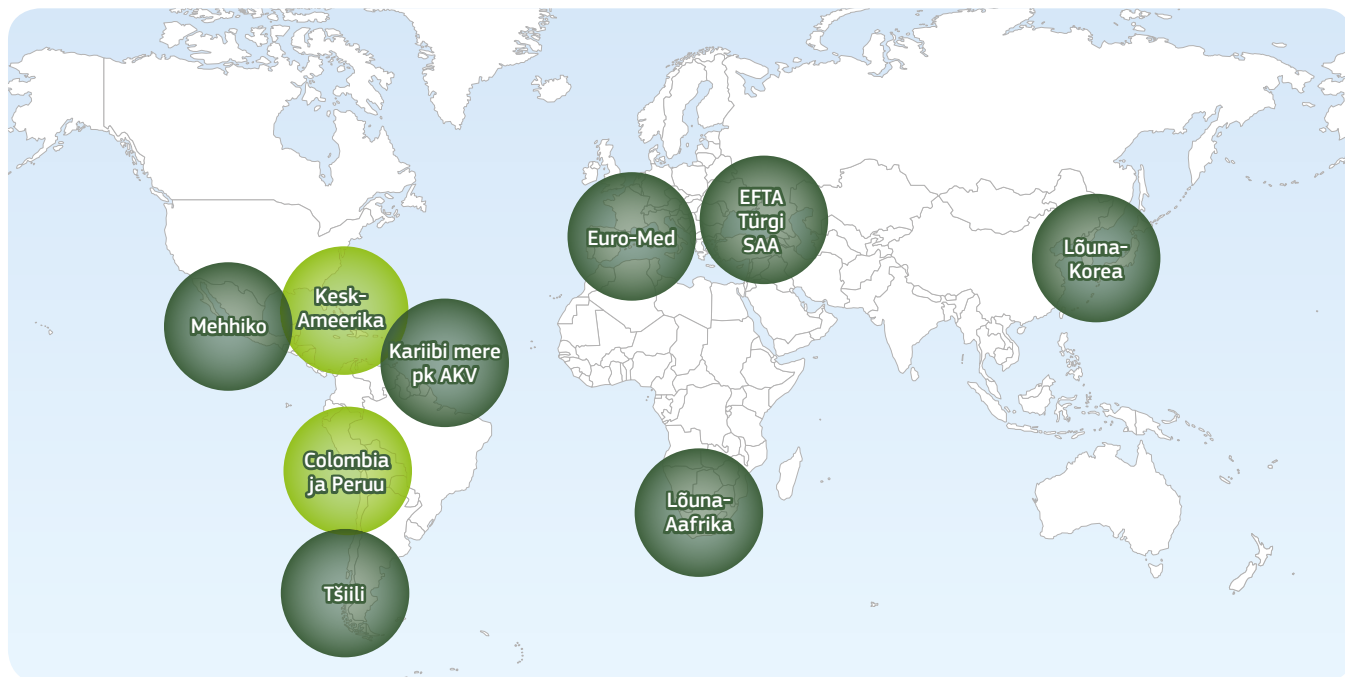 EFTA
Türgi
SAA
Euro-Med
Lõuna-
Korea
Kesk-
Ameerika
Mehhiko
Kariibi mere
pk AKV
Colombia
ja Peruu
Lõuna-
Aafrika
Tšiili